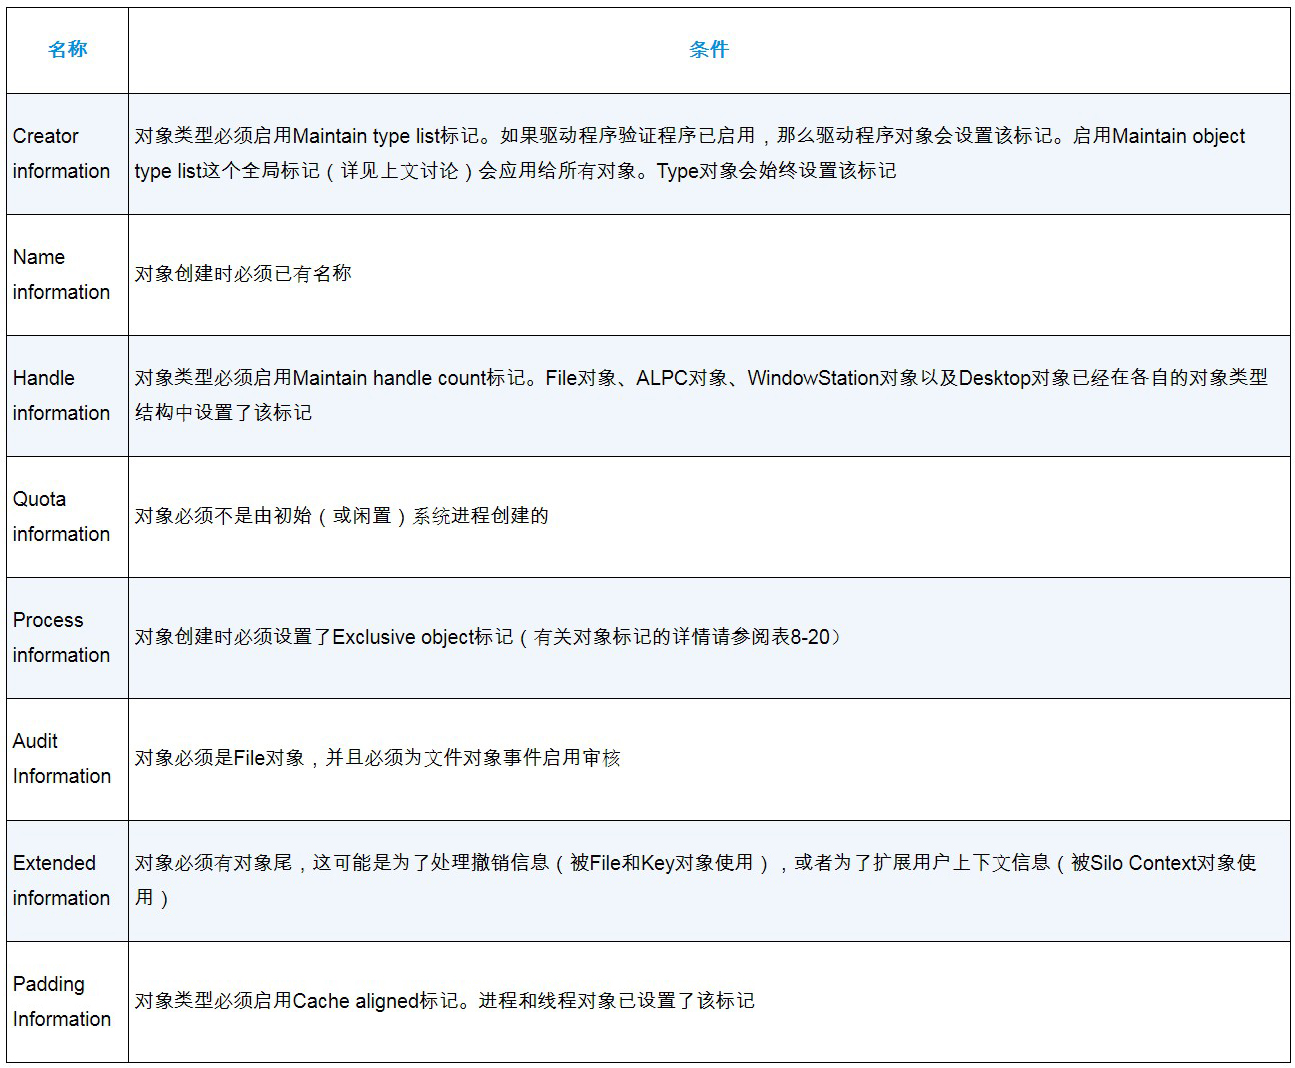 名称
条件
Creator
information
对象类型必须启用Maintain type list标记。如果驱动程序验证程序已启用，那么驱动程序对象会设置该标记。启用Maintain object
type list这个全局标记（详见上文讨论）会应用给所有对象。Type对象会始终设置该标记
Name
information
对象创建时必须已有名称
Handle
information
对象类型必须启用Maintain handle count标记。File对象、ALPC对象、WindowStation对象以及Desktop对象已经在各自的对象类型
结构中设置了该标记
Quota
information
对象必须不是由初始（或闲置）系统进程创建的
Process
information
对象创建时必须设置了Exclusive object标记（有关对象标记的详情请参阅表8-20）
Audit
Information
对象必须是File对象，并且必须为文件对象事件启用审核
Extended
information
对象必须有对象尾，这可能是为了处理撤销信息（被File和Key对象使用），或者为了扩展用户上下文信息（被Silo Context对象使
用）
Padding
Information
对象类型必须启用Cache aligned标记。进程和线程对象已设置了该标记